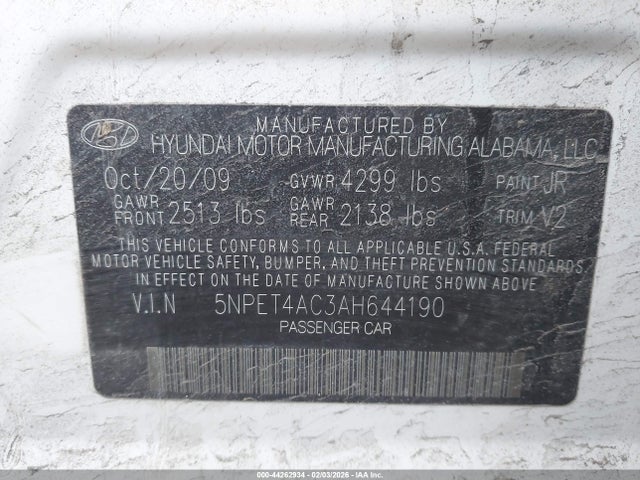 MANUFACTURED BY
HYUNDAI MOTOR MANUFACTURING ALABAMA, LLC
Oct/20/09 GVWR 4299 lbs PAINT JR
GAWR FRONT 2513 lbs GAWR REAR 2138 lbs TRIM V2
THIS VEHICLE CONFORMS TO ALL APPLICABLE U.S.A. FEDERAL
MOTOR VEHICLE SAFETY, BUMPER, AND THEFT PREVENTION STANDARDS
IN EFFECT ON THE DATE OF MANUFACTURE SHOWN ABOVE
V.I.N 5NPET4AC3AH644190
PASSENGER CAR
000-44262934 - 02/03/2026 - IAAI.COM